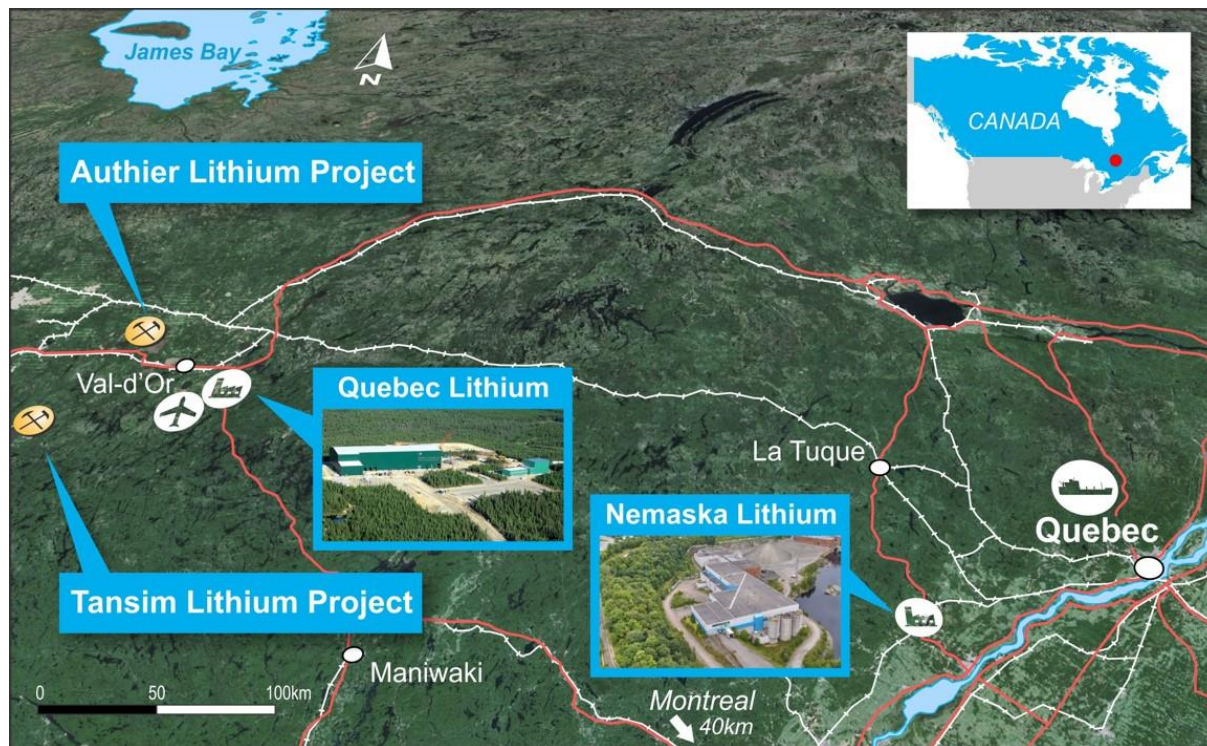 James Bay
N
CANADA
Authier Lithium Project
Val-d'Or
Quebec Lithium
La Tuque
Nemaska Lithium
Quebec
Tansim Lithium Project
Maniwaki
0 50 100km
Montreal
40km